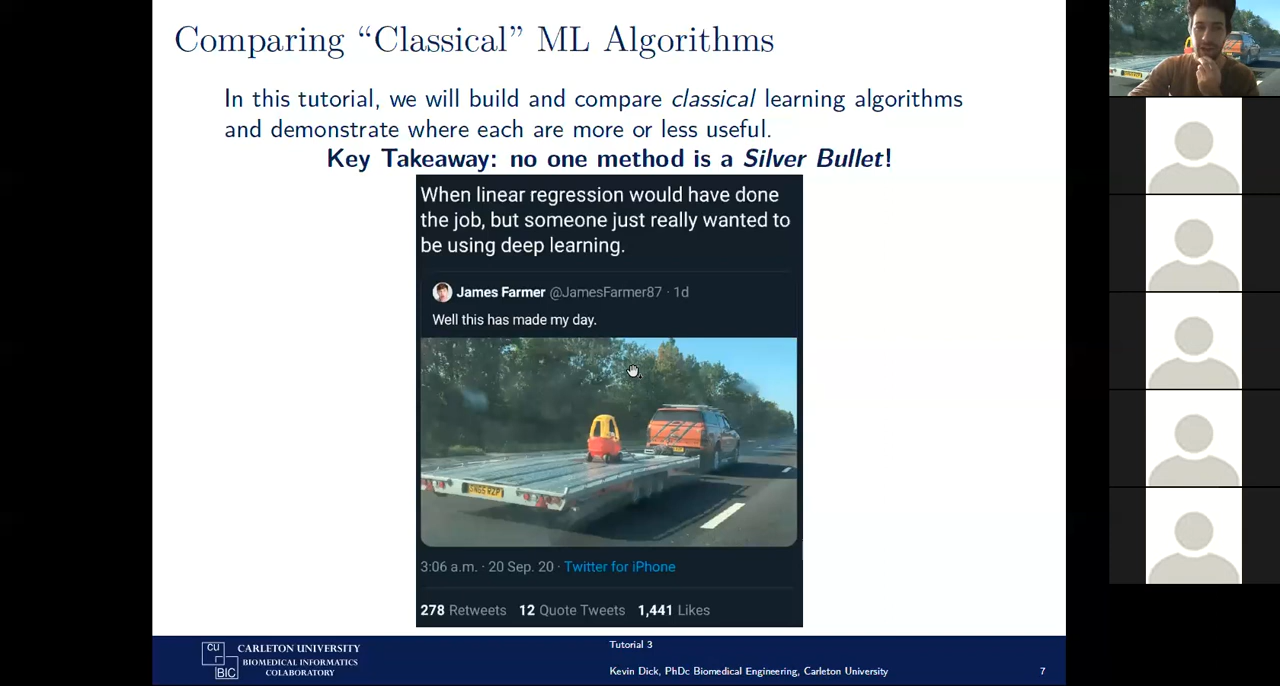 Comparing “Classical” ML Algorithms
In this tutorial, we will build and compare classical learning algorithms
and demonstrate where each are more or less useful.
Key Takeaway: no one method is a Silver Bullet!
When linear regression would have done
the job, but someone just really wanted to
be using deep learning.
James Farmer @JamesFarmer87 · 1d
Well this has made my day.
3:06 a.m. · 20 Sep. 20 · Twitter for iPhone
278 Retweets 12 Quote Tweets 1,441 Likes
CU
BIC
CARLETON UNIVERSITY
BIOMEDICAL INFORMATICS
COLABORATORY
Tutorial 3
Kevin Dick, PhDc Biomedical Engineering, Carleton University
7